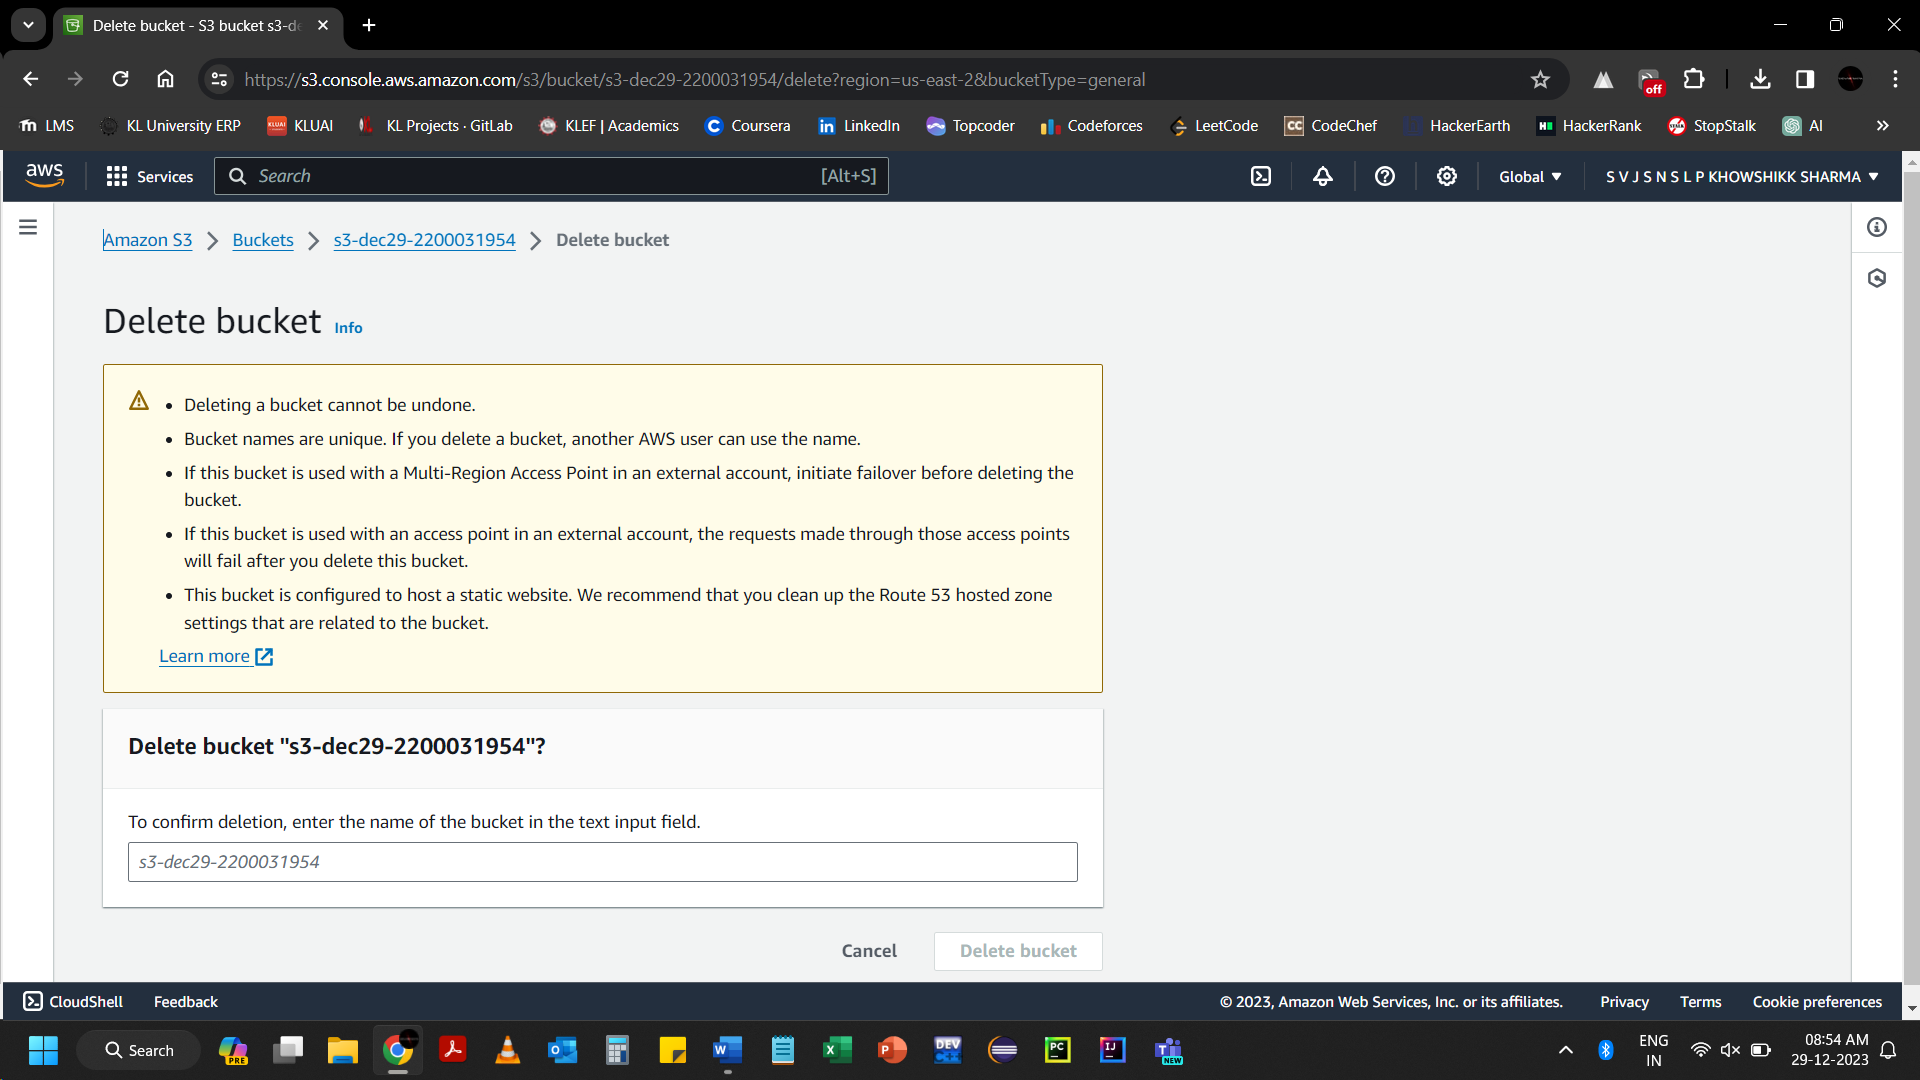 Delete bucket - S3 bucket s3-de
https://s3.console.aws.amazon.com/s3/bucket/s3-dec29-2200031954/delete?region=us-east-2&bucketType=general
off
LMS
KL University ERP
KLUAI
KLUAI
KL Projects · GitLab
KLEF | Academics
Coursera
LinkedIn
Topcoder
Codeforces
LeetCode
CodeChef
HackerEarth
HackerRank
StopStalk
AI
aws
Services
Search
[Alt+S]
Global
S V J S N S L P KHOWSHIKK SHARMA
Amazon S3
Buckets
s3-dec29-2200031954
Delete bucket
Delete bucket
Info
• Deleting a bucket cannot be undone.
• Bucket names are unique. If you delete a bucket, another AWS user can use the name.
• If this bucket is used with a Multi-Region Access Point in an external account, initiate failover before deleting the
bucket.
• If this bucket is used with an access point in an external account, the requests made through those access points
will fail after you delete this bucket.
• This bucket is configured to host a static website. We recommend that you clean up the Route 53 hosted zone
settings that are related to the bucket.
Learn more
Delete bucket "s3-dec29-2200031954"?
To confirm deletion, enter the name of the bucket in the text input field.
s3-dec29-2200031954
Cancel
Delete bucket
CloudShell
Feedback
© 2023, Amazon Web Services, Inc. or its affiliates.
Privacy
Terms
Cookie preferences
Search
PRE
DEV
C++
PC
IJ
NEW
ENG
IN
08:54 AM
29-12-2023